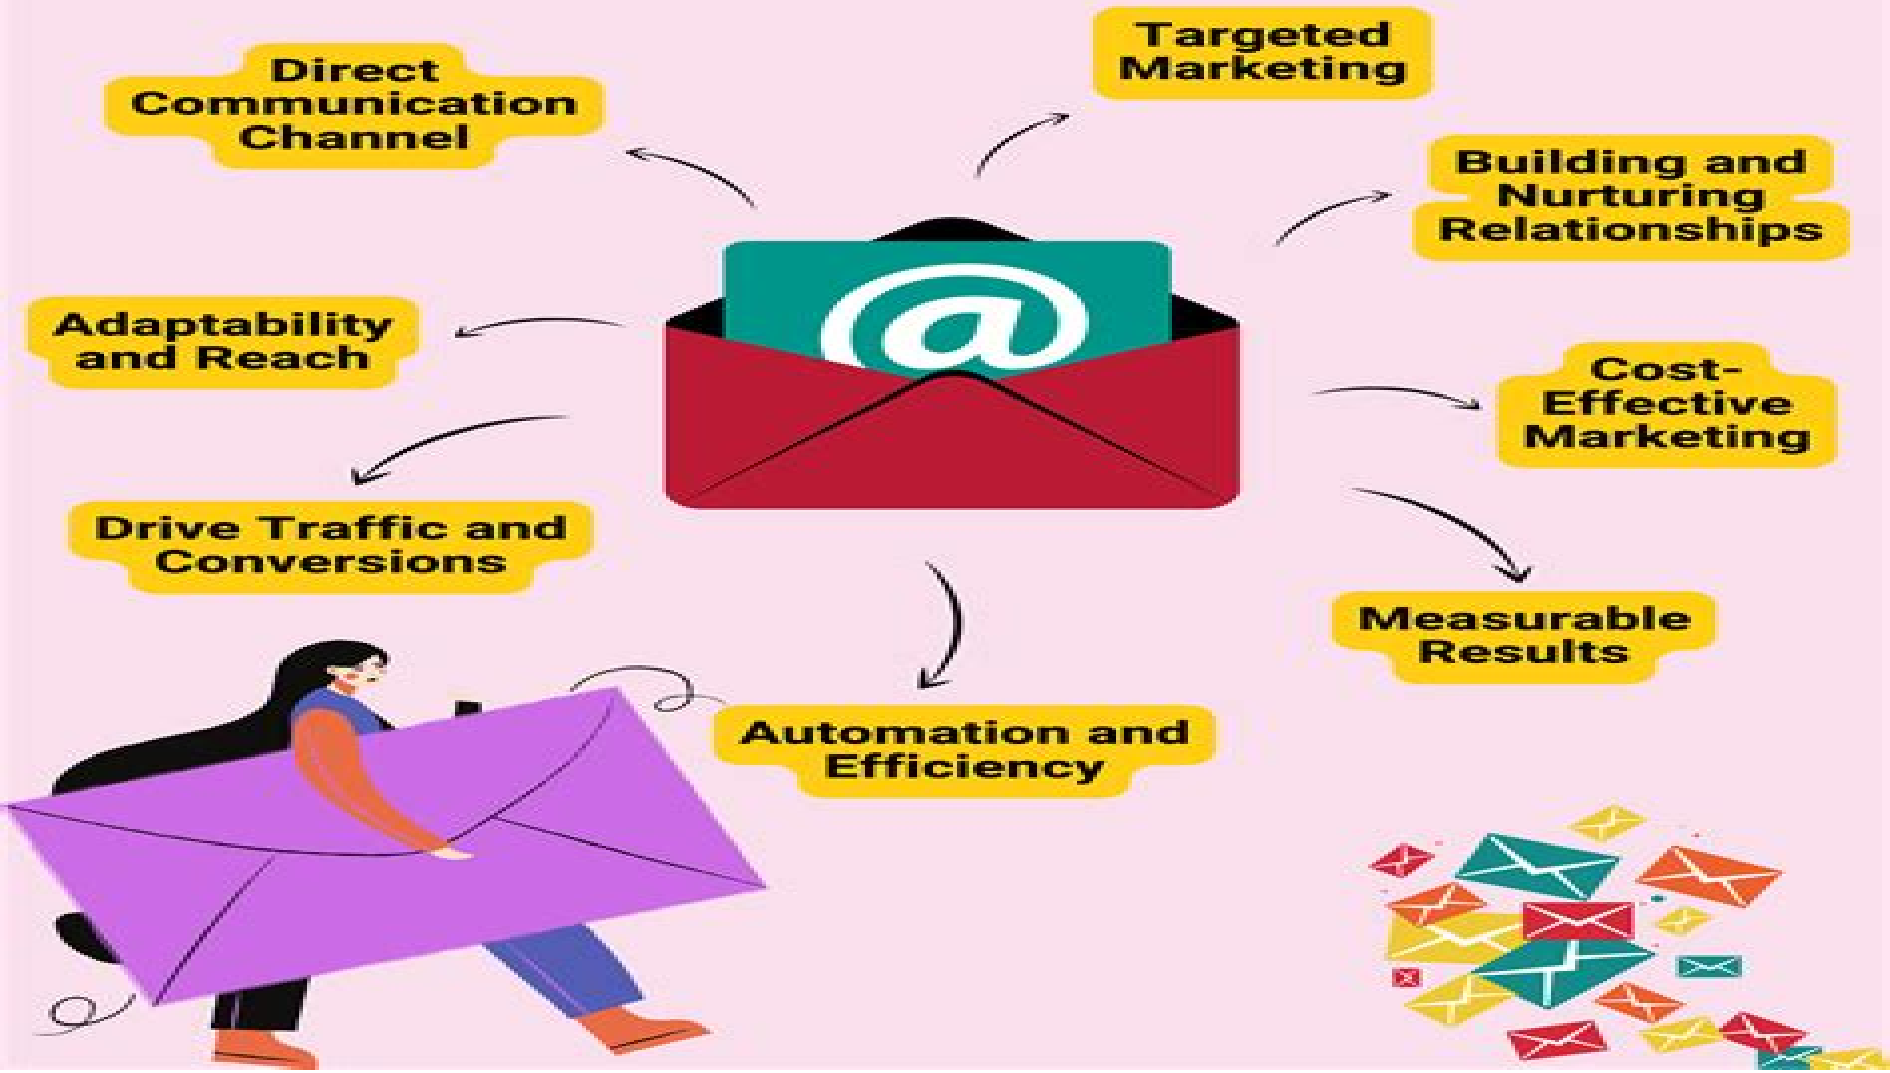 Direct
Communication
Channel
Targeted
Marketing
Building and
Nurturing
Relationships
Adaptability
and Reach
Cost-
Effective
Marketing
Drive Traffic and
Conversions
Measurable
Results
Automation and
Efficiency
@